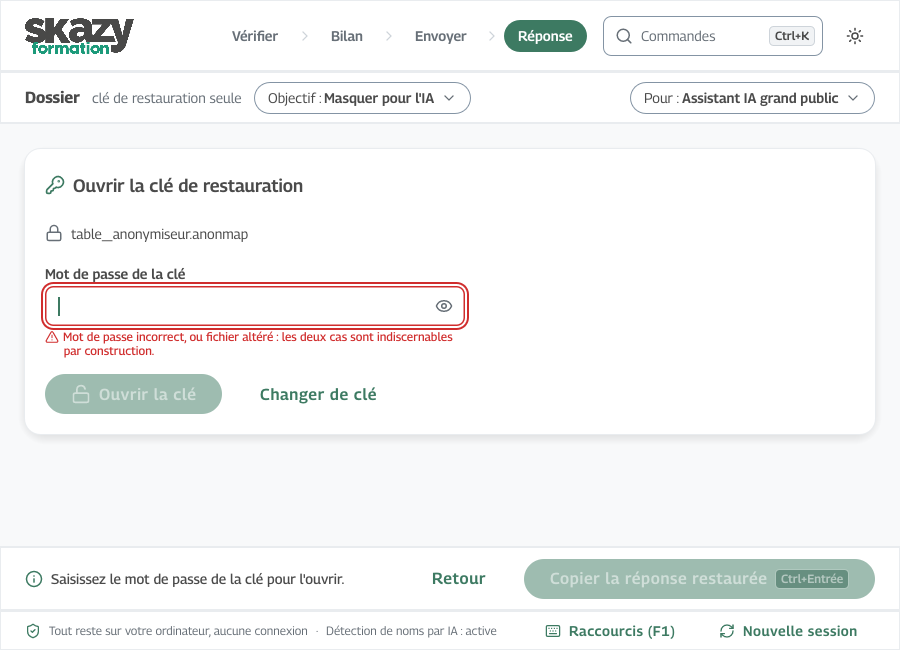 skazy
formation
Vérifier
Bilan
Envoyer
Réponse
Commandes
Ctrl+K
Dossier
clé de restauration seule
Objectif : Masquer pour l'IA
Pour : Assistant IA grand public
Ouvrir la clé de restauration
table_anonymiseur.anonmap
Mot de passe de la clé
Mot de passe incorrect, ou fichier altéré : les deux cas sont indiscernables
par construction.
Ouvrir la clé
Changer de clé
Saisissez le mot de passe de la clé pour l'ouvrir.
Retour
Copier la réponse restaurée
Ctrl+Entrée
Tout reste sur votre ordinateur, aucune connexion · Détection de noms par IA : active
Raccourcis (F1)
Nouvelle session